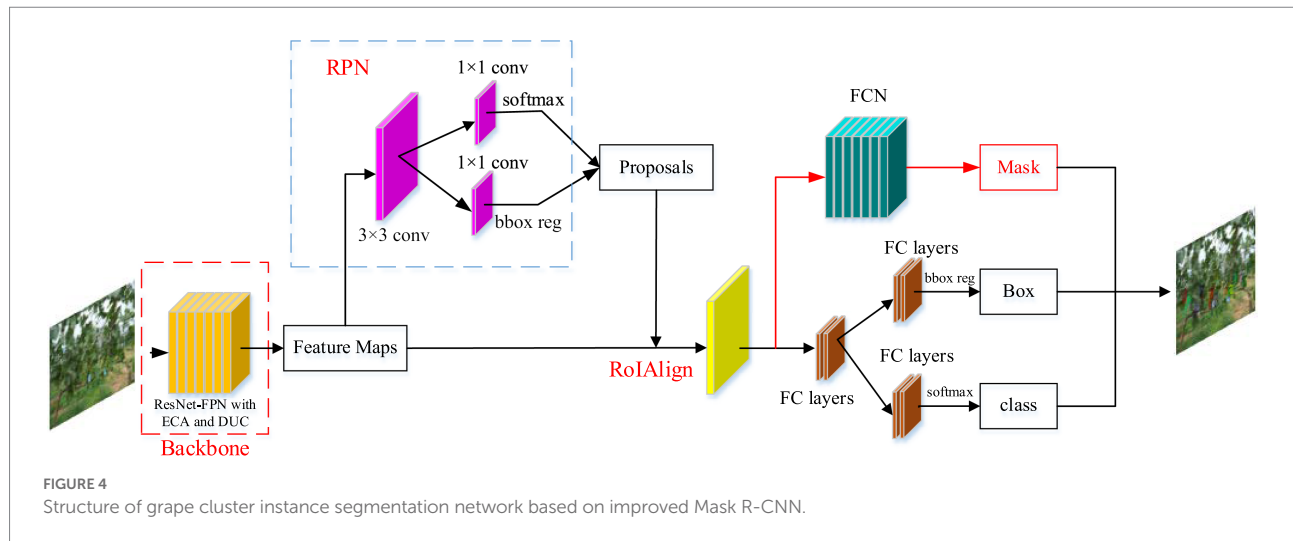 RPN
1×1 conv
softmax
1×1 conv
bbox reg
3×3 conv
Proposals
FCN
Mask
FC layers
bbox reg
Box
Feature Maps
RoIAlign
FC layers
FC layers
softmax
class
ResNet-FPN with
ECA and DUC
Backbone
FIGURE 4
Structure of grape cluster instance segmentation network based on improved Mask R-CNN.